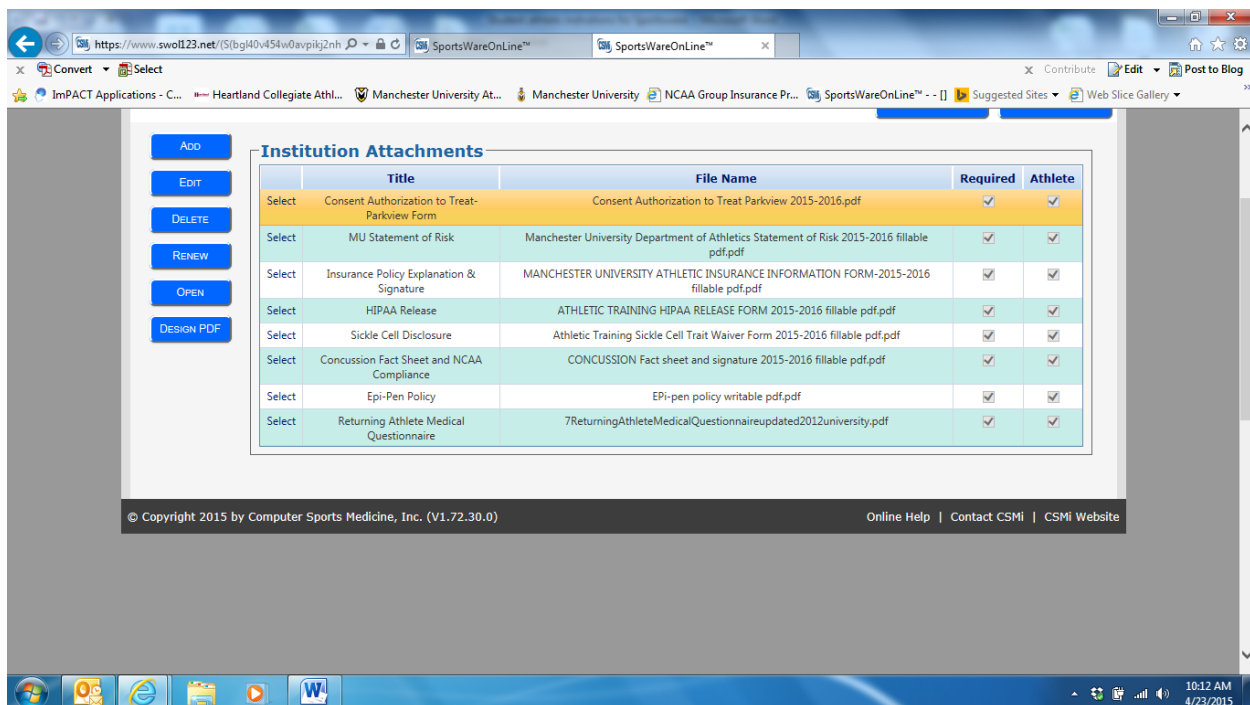 https://www.swol123.net/(S(bgl40v454w0avpikj2nh
SportsWareOnLine™
SportsWareOnLine™
x Convert Select
x Contribute Edit Post to Blog
ImPACT Applications - C... Heartland Collegiate Athl... Manchester University At... Manchester University NCAA Group Insurance Pr... SportsWareOnLine™ - - [] Suggested Sites Web Slice Gallery
ADD
EDIT
DELETE
RENEW
OPEN
DESIGN PDF
Institution Attachments
Title File Name Required Athlete
Select Consent Authorization to Treat- Consent Authorization to Treat Parkview 2015-2016.pdf
Parkview Form
Select MU Statement of Risk Manchester University Department of Athletics Statement of Risk 2015-2016 fillable
pdf.pdf
Select Insurance Policy Explanation & MANCHESTER UNIVERSITY ATHLETIC INSURANCE INFORMATION FORM-2015-2016
Signature fillable pdf.pdf
Select HIPAA Release ATHLETIC TRAINING HIPAA RELEASE FORM 2015-2016 fillable pdf.pdf
Select Sickle Cell Disclosure Athletic Training Sickle Cell Trait Waiver Form 2015-2016 fillable pdf.pdf
Select Concussion Fact Sheet and NCAA CONCUSSION Fact sheet and signature 2015-2016 fillable pdf.pdf
Compliance
Select Epi-Pen Policy EPi-pen policy writable pdf.pdf
Select Returning Athlete Medical 7ReturningAthleteMedicalQuestionnaireupdated2012university.pdf
Questionnaire
© Copyright 2015 by Computer Sports Medicine, Inc. (V1.72.30.0)
Online Help | Contact CSMi | CSMi Website
10:12 AM
4/23/2015